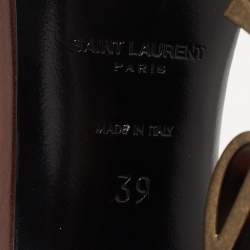 SAINT LAURENT
PARIS
MADE IN ITALY
39